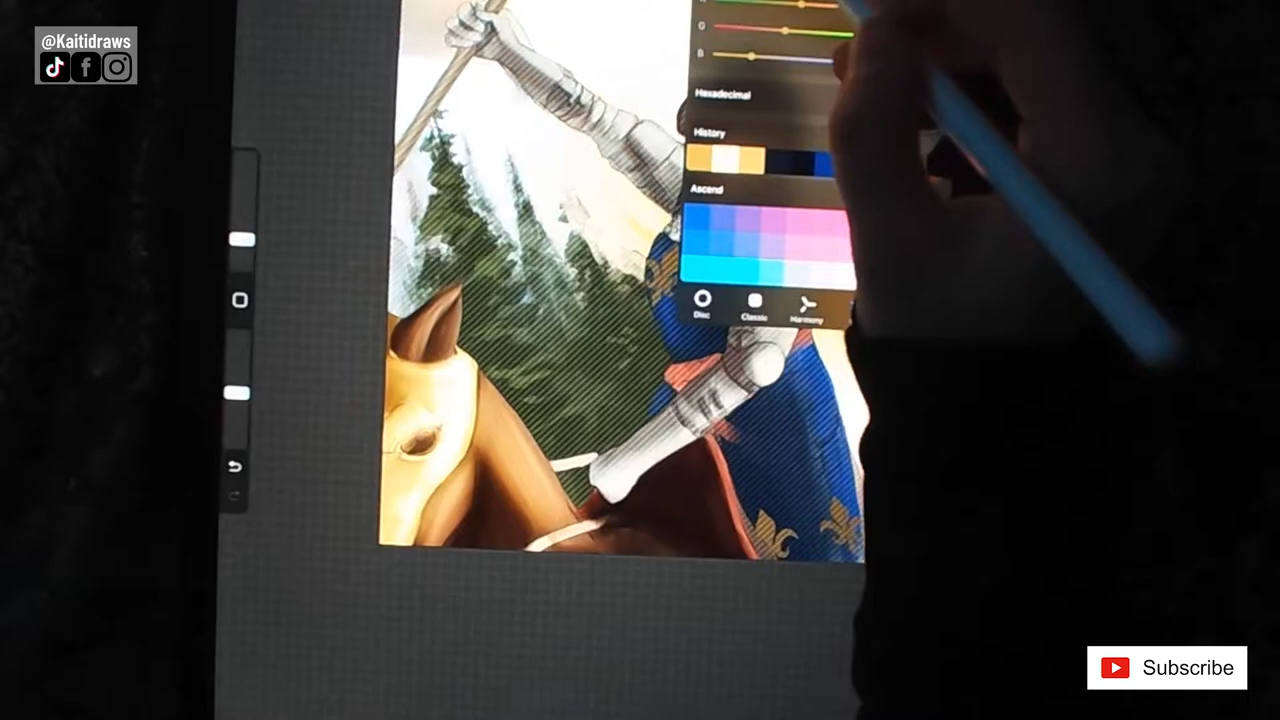 @Kaitidraws
G
B
Hexadecimal
History
Ascend
Disc
Classic
Harmony
Subscribe